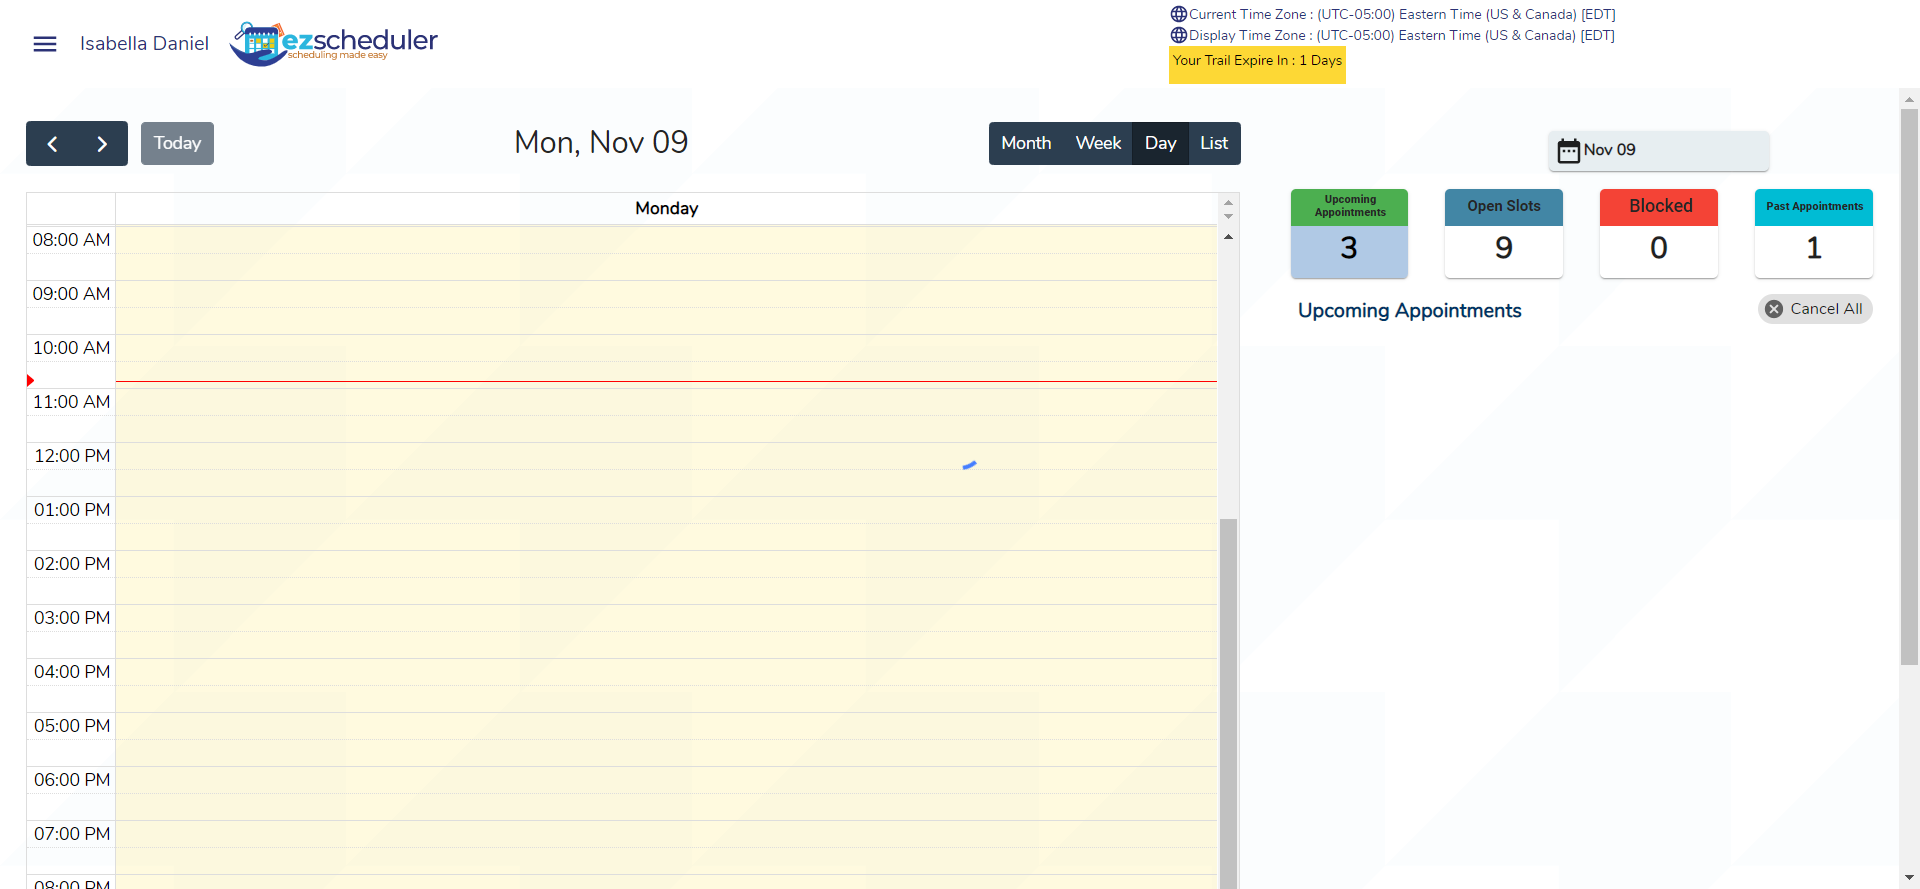 Isabella Daniel
ezscheduler
scheduling made easy
Current Time Zone : (UTC-05:00) Eastern Time (US & Canada) [EDT]
Display Time Zone : (UTC-05:00) Eastern Time (US & Canada) [EDT]
Your Trail Expire In : 1 Days
Today
Mon, Nov 09
Month Week Day List
Nov 09
Monday
08:00 AM
09:00 AM
10:00 AM
11:00 AM
12:00 PM
01:00 PM
02:00 PM
03:00 PM
04:00 PM
05:00 PM
06:00 PM
07:00 PM
08:00 PM
Upcoming
Appointments
3
Open Slots
9
Blocked
0
Past Appointments
1
Upcoming Appointments
Cancel All